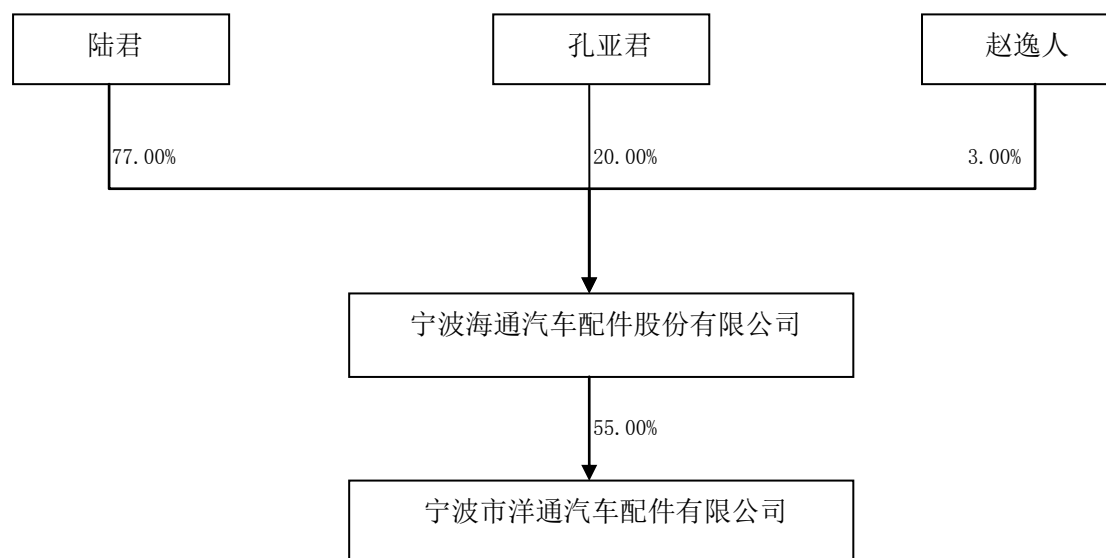 陆君
孔亚君
赵逸人
77.00%
20.00%
3.00%
宁波海通汽车配件股份有限公司
55.00%
宁波市洋通汽车配件有限公司